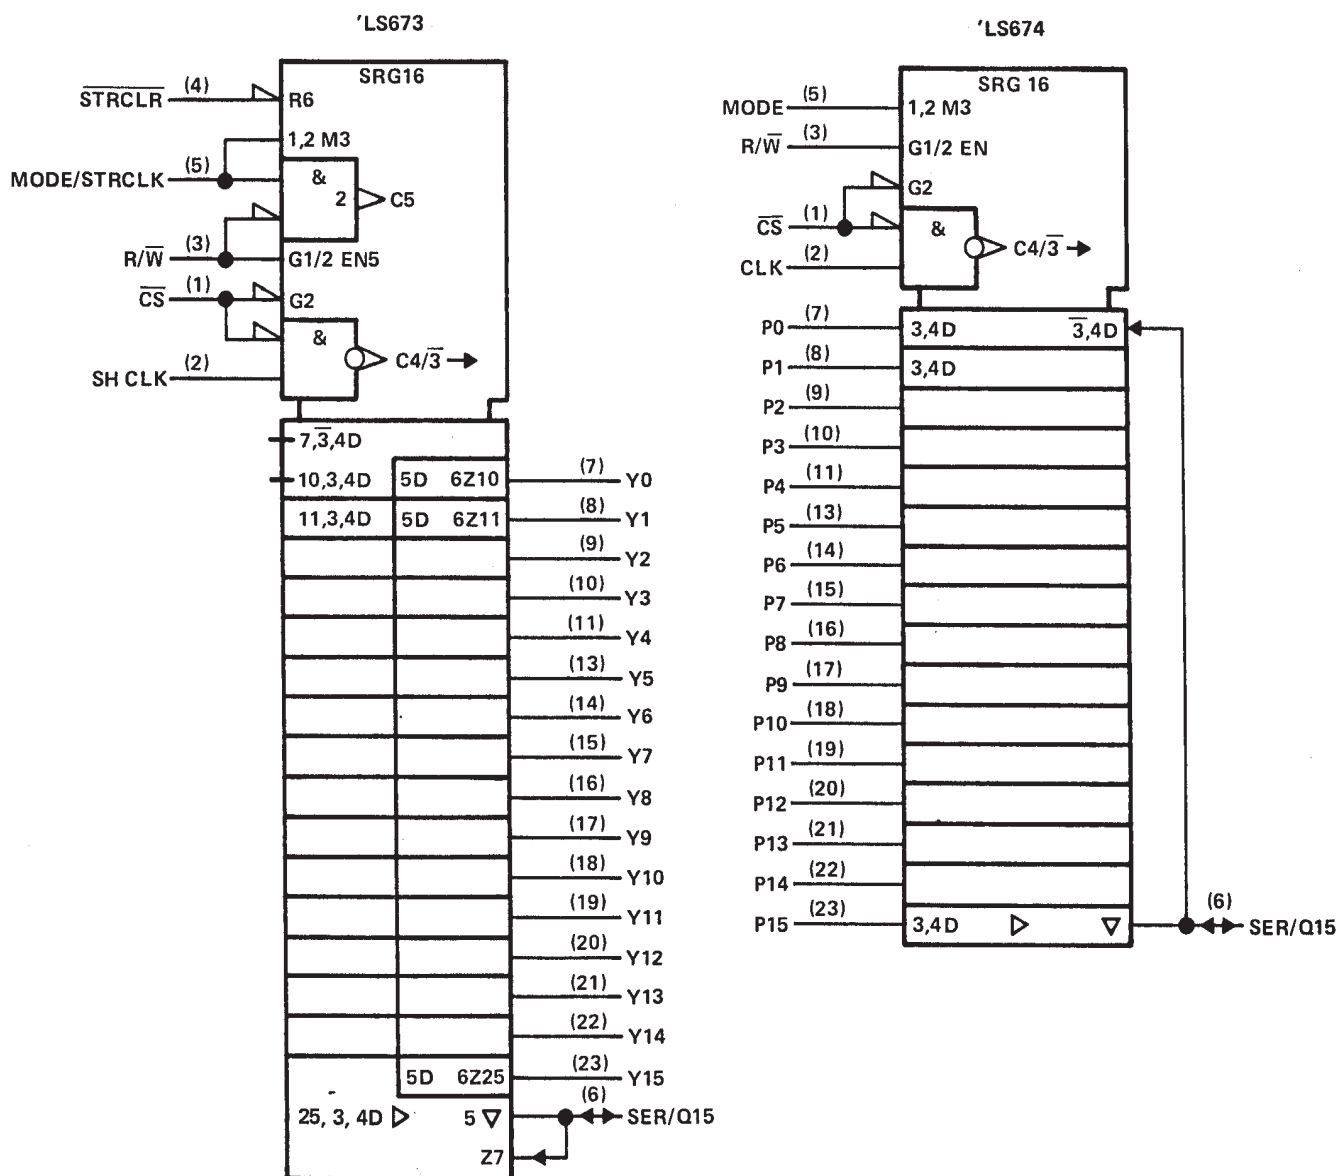 'LS673
SRG16
S̅T̅R̅C̅L̅R̅ (4) R6
1,2 M3
MODE/STRCLK (5) & 2 C5
R/W̅ (3) G1/2 EN5
C̅S̅ (1) G2
&
SH CLK (2) C4/3̅ →
7,3̅,4D
10,3,4D 5D 6Z10 (7) Y0
11,3,4D 5D 6Z11 (8) Y1
(9) Y2
(10) Y3
(11) Y4
(13) Y5
(14) Y6
(15) Y7
(16) Y8
(17) Y9
(18) Y10
(19) Y11
(20) Y12
(21) Y13
(22) Y14
5D 6Z25 (23) Y15
25, 3, 4D ▷ 5 ▽ (6) SER/Q15
Z7
'LS674
SRG 16
MODE (5) 1,2 M3
R/W̅ (3) G1/2 EN
G2
C̅S̅ (1) &
CLK (2) C4/3̅ →
P0 (7) 3,4D 3̅,4D
P1 (8) 3,4D
P2 (9)
P3 (10)
P4 (11)
P5 (13)
P6 (14)
P7 (15)
P8 (16)
P9 (17)
P10 (18)
P11 (19)
P12 (20)
P13 (21)
P14 (22)
P15 (23) 3,4D ▷ ▽ (6) SER/Q15